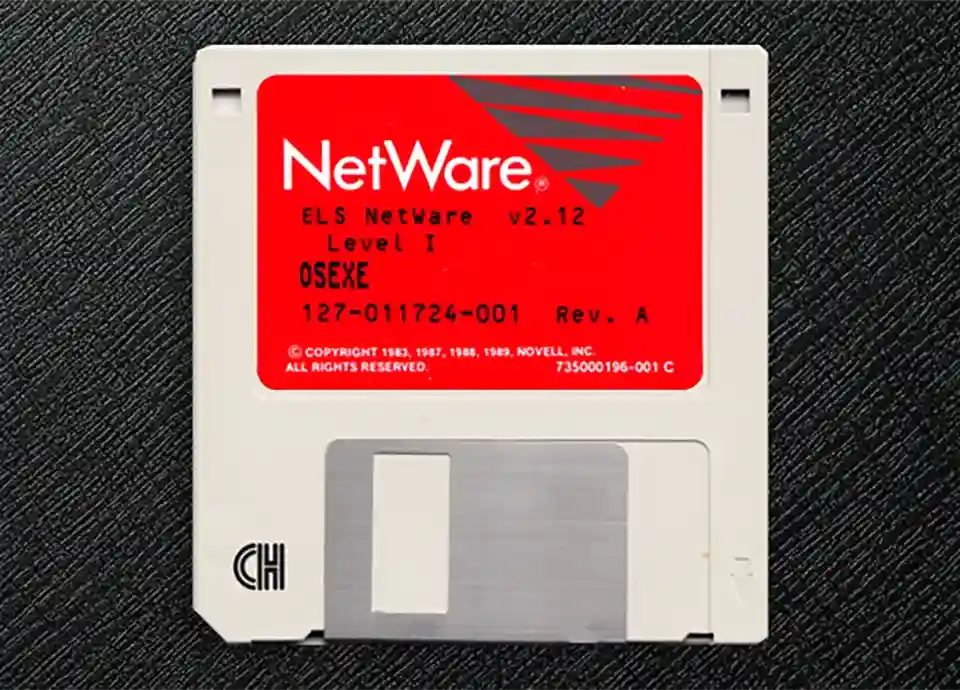 NetWare®
ELS NetWare v2.12
Level I
OSEXE
127-011724-001 Rev. A
© COPYRIGHT 1983, 1987, 1988, 1989, NOVELL, INC.
ALL RIGHTS RESERVED. 735000196-001 C
CH